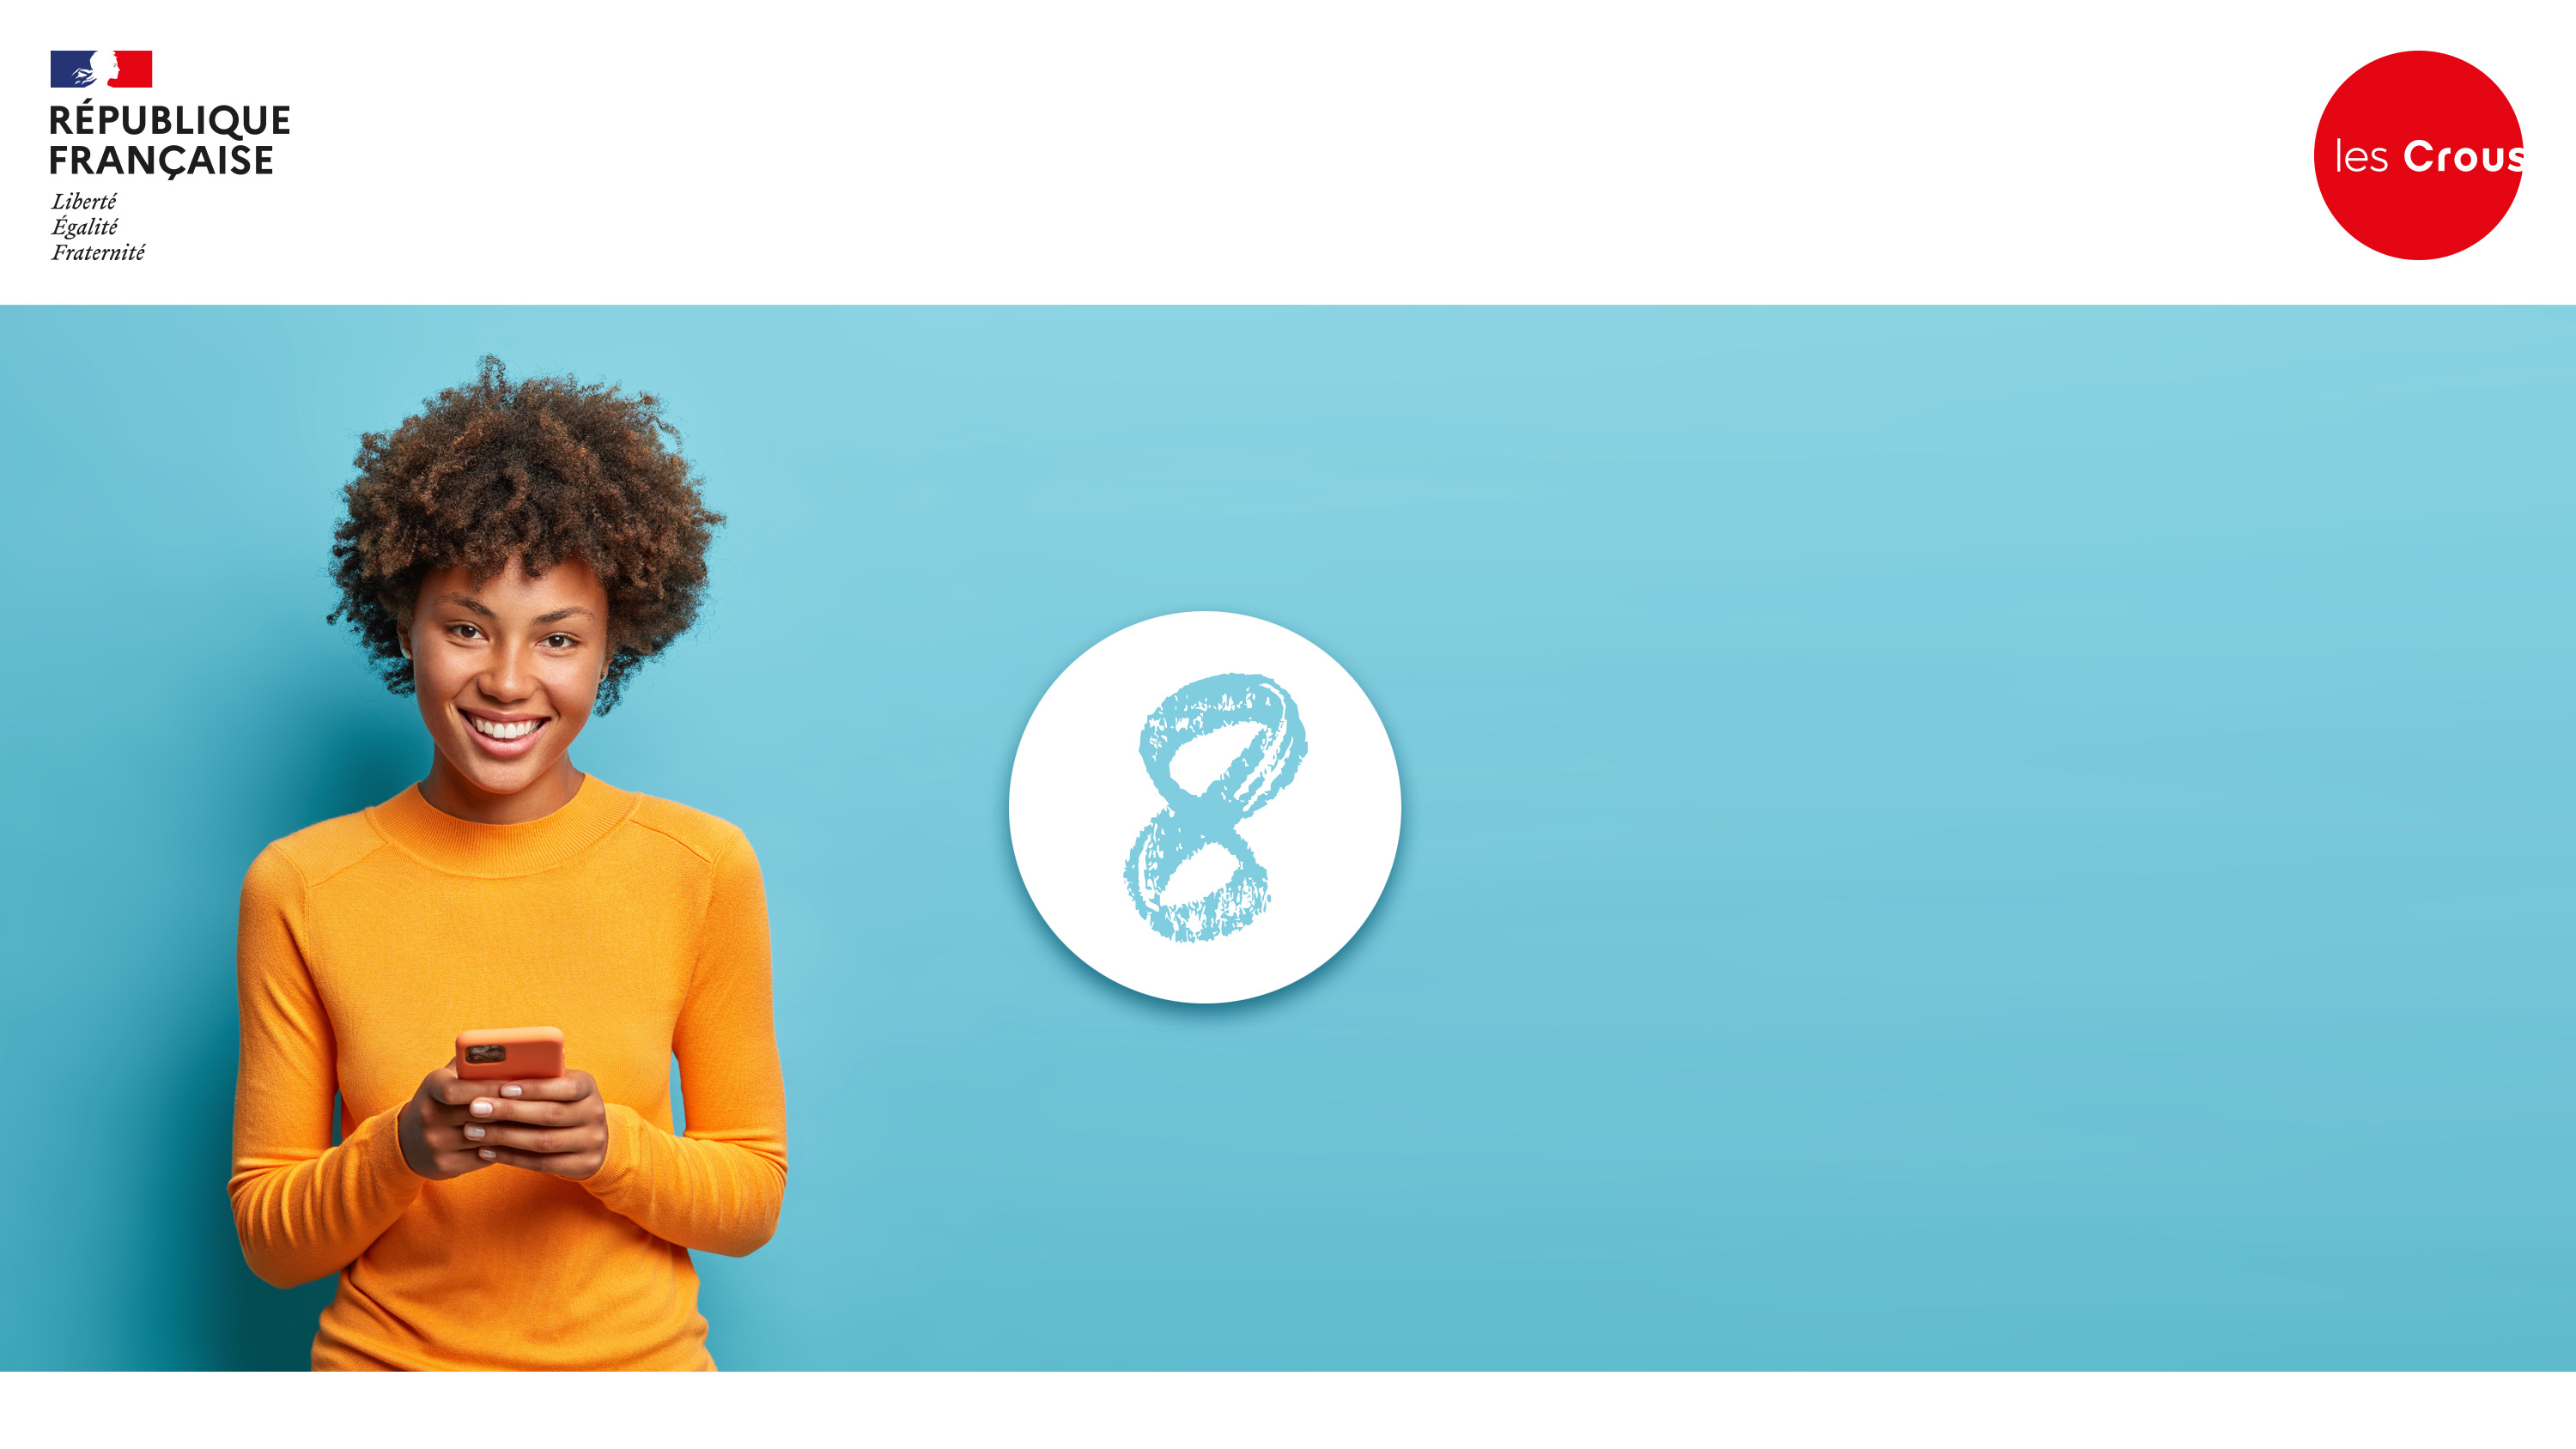 RÉPUBLIQUE
FRANÇAISE
Liberté
Égalité
Fraternité
les Crous
8